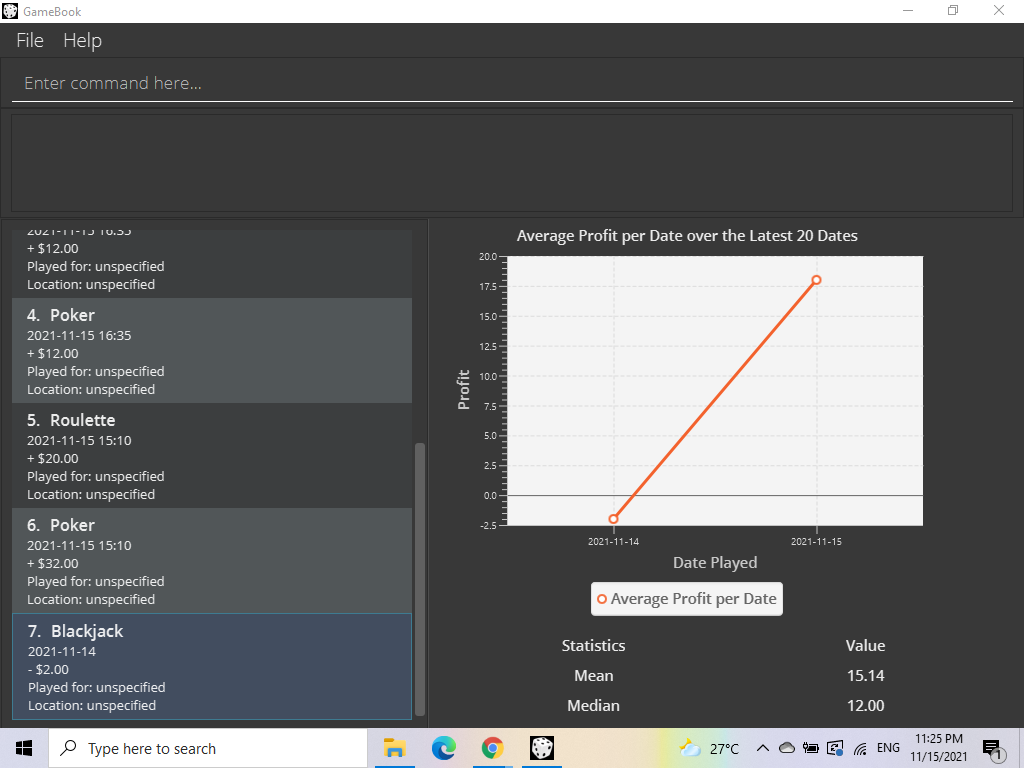 GameBook
File Help
Enter command here...
2021-11-15 16:35
+ $12.00
Played for: unspecified
Location: unspecified
4. Poker
2021-11-15 16:35
+ $12.00
Played for: unspecified
Location: unspecified
5. Roulette
2021-11-15 15:10
+ $20.00
Played for: unspecified
Location: unspecified
6. Poker
2021-11-15 15:10
+ $32.00
Played for: unspecified
Location: unspecified
7. Blackjack
2021-11-14
- $2.00
Played for: unspecified
Location: unspecified
Average Profit per Date over the Latest 20 Dates
20.0
17.5
15.0
12.5
10.0
7.5
5.0
2.5
0.0
-2.5
Profit
2021-11-14 2021-11-15
Date Played
Average Profit per Date
Statistics Value
Mean 15.14
Median 12.00
Type here to search
27°C
ENG
11:25 PM
11/15/2021
1